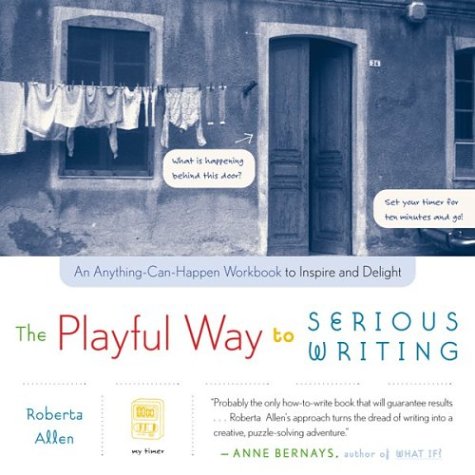 74
What is happening
behind this door?
Set your timer for
ten minutes and go!
An Anything-Can-Happen Workbook to Inspire and Delight
The Playful Way to SERIOUS
WRITING
Roberta
Allen
my timer
"Probably the only how-to-write book that will guarantee results
. . . Roberta Allen's approach turns the dread of writing into a
creative, puzzle-solving adventure."
– ANNE BERNAYS, author of WHAT IF?